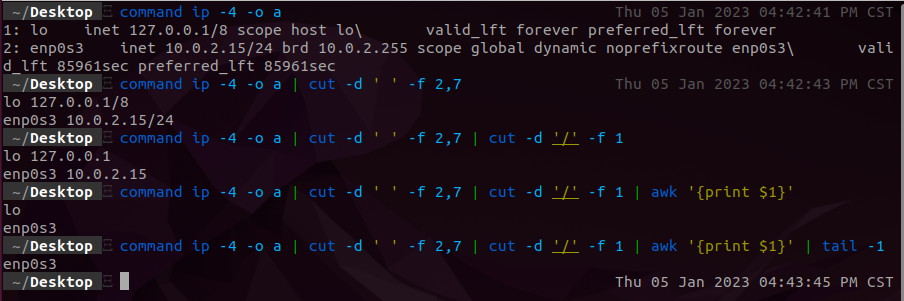 ~/Desktop command ip -4 -o a Thu 05 Jan 2023 04:42:41 PM CST
1: lo    inet 127.0.0.1/8 scope host lo\       valid_lft forever preferred_lft forever
2: enp0s3    inet 10.0.2.15/24 brd 10.0.2.255 scope global dynamic noprefixroute enp0s3\       vali
d_lft 85961sec preferred_lft 85961sec
~/Desktop command ip -4 -o a | cut -d ' ' -f 2,7 Thu 05 Jan 2023 04:42:43 PM CST
lo 127.0.0.1/8
enp0s3 10.0.2.15/24
~/Desktop command ip -4 -o a | cut -d ' ' -f 2,7 | cut -d '/' -f 1
lo 127.0.0.1
enp0s3 10.0.2.15
~/Desktop command ip -4 -o a | cut -d ' ' -f 2,7 | cut -d '/' -f 1 | awk '{print $1}'
lo
enp0s3
~/Desktop command ip -4 -o a | cut -d ' ' -f 2,7 | cut -d '/' -f 1 | awk '{print $1}' | tail -1
enp0s3
~/Desktop Thu 05 Jan 2023 04:43:45 PM CST